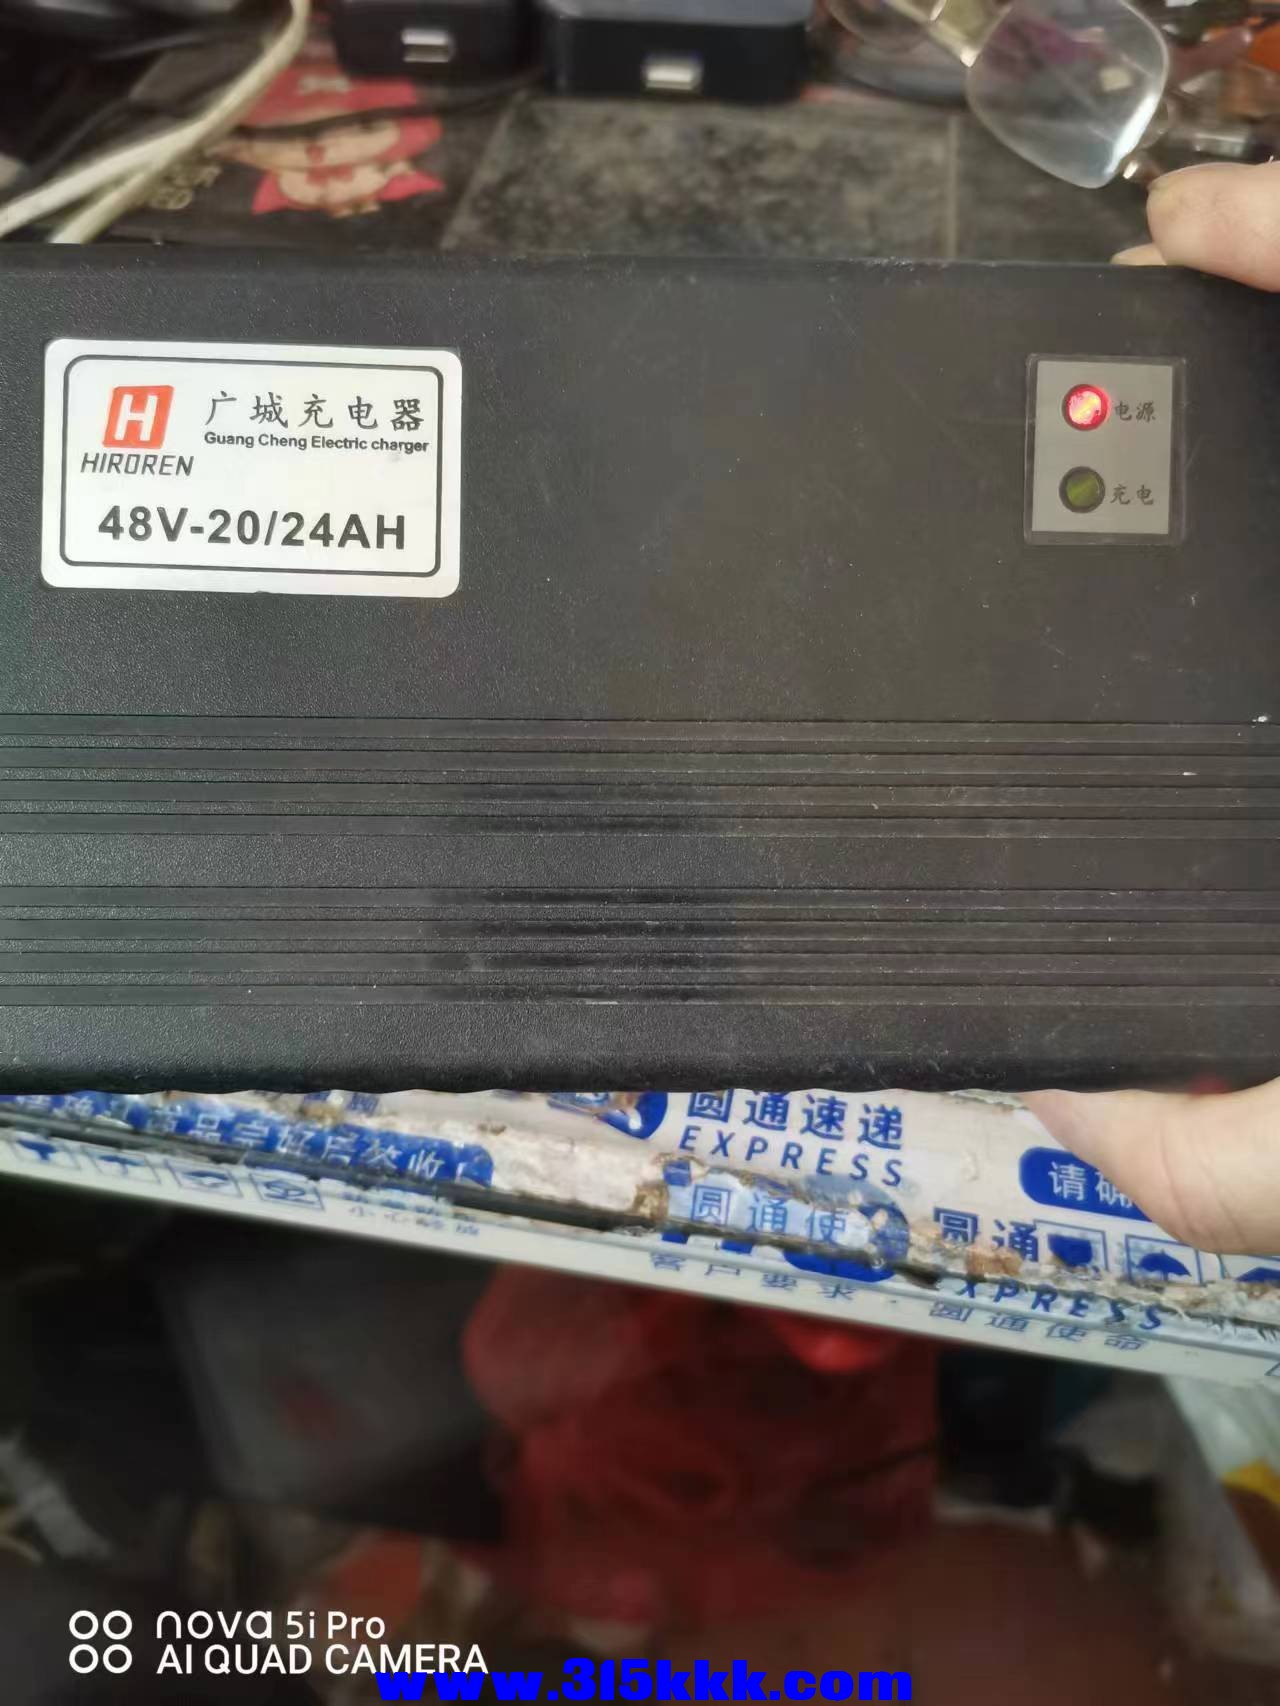 H
HIROREN
广城充电器
Guang Cheng Electric charger
48V-20/24AH
电源
充电
圆通速递
EXPRESS
圆通使
圆通
请确
EXPRESS
客户要求·圆通使命
nova 5i Pro
AI QUAD CAMERA
www.315kkk.com